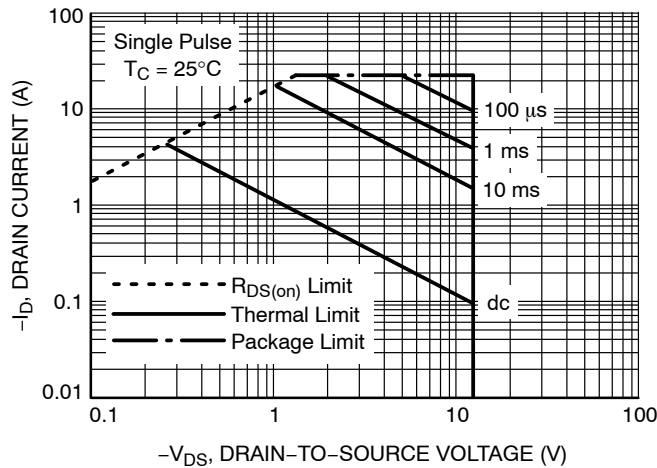 100
10
1
0.1
0.01
-I_D, DRAIN CURRENT (A)
Single Pulse
T_C = 25°C
100 μs
1 ms
10 ms
dc
R_DS(on) Limit
Thermal Limit
Package Limit
0.1
1
10
100
-V_DS, DRAIN-TO-SOURCE VOLTAGE (V)